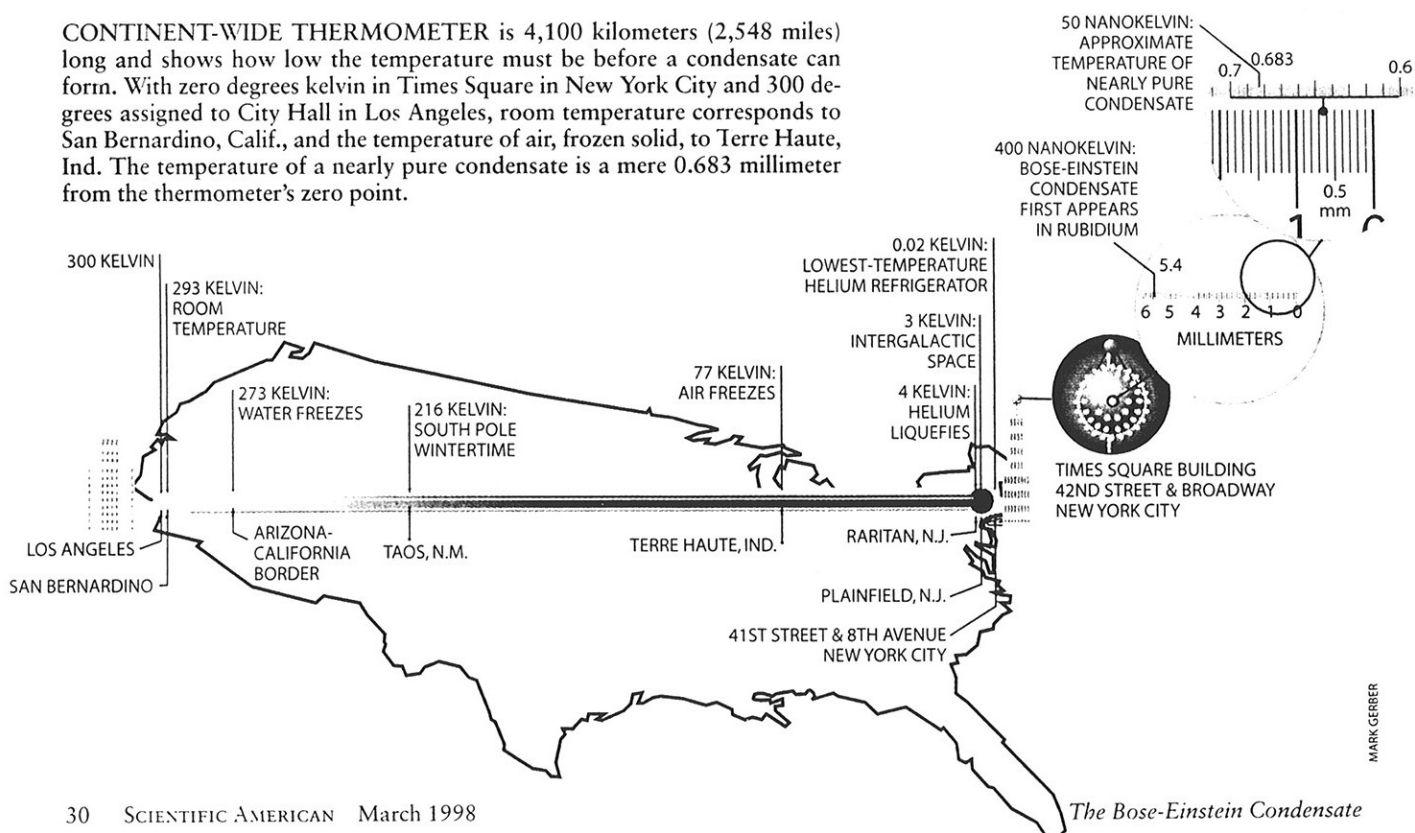 CONTINENT-WIDE THERMOMETER is 4,100 kilometers (2,548 miles)
long and shows how low the temperature must be before a condensate can
form. With zero degrees kelvin in Times Square in New York City and 300 de-
grees assigned to City Hall in Los Angeles, room temperature corresponds to
San Bernardino, Calif., and the temperature of air, frozen solid, to Terre Haute,
Ind. The temperature of a nearly pure condensate is a mere 0.683 millimeter
from the thermometer's zero point.
50 NANOKELVIN:
APPROXIMATE
TEMPERATURE OF
NEARLY PURE
CONDENSATE
0.7
0.683
0.6
0.5
mm
1
400 NANOKELVIN:
BOSE-EINSTEIN
CONDENSATE
FIRST APPEARS
IN RUBIDIUM
5.4
6 5 4 3 2 1 0
MILLIMETERS
300 KELVIN
293 KELVIN:
ROOM
TEMPERATURE
273 KELVIN:
WATER FREEZES
216 KELVIN:
SOUTH POLE
WINTERTIME
77 KELVIN:
AIR FREEZES
0.02 KELVIN:
LOWEST-TEMPERATURE
HELIUM REFRIGERATOR
3 KELVIN:
INTERGALACTIC
SPACE
4 KELVIN:
HELIUM
LIQUEFIES
TIMES SQUARE BUILDING
42ND STREET & BROADWAY
NEW YORK CITY
LOS ANGELES
SAN BERNARDINO
ARIZONA-
CALIFORNIA
BORDER
TAOS, N.M.
TERRE HAUTE, IND.
RARITAN, N.J.
PLAINFIELD, N.J.
41ST STREET & 8TH AVENUE
NEW YORK CITY
MARK GERBER
30 SCIENTIFIC AMERICAN March 1998
The Bose-Einstein Condensate